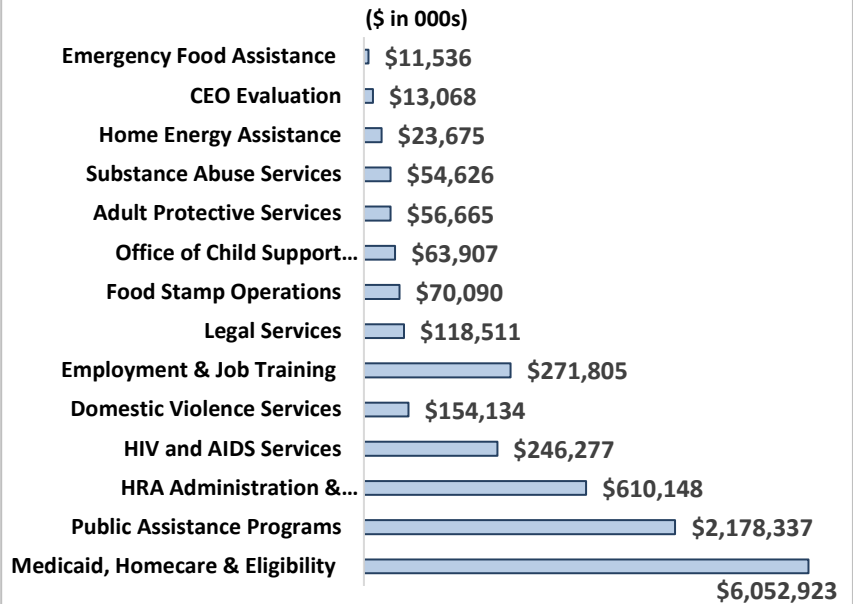 ($ in 000s)
Emergency Food Assistance $11,536
CEO Evaluation $13,068
Home Energy Assistance $23,675
Substance Abuse Services $54,626
Adult Protective Services $56,665
Office of Child Support… $63,907
Food Stamp Operations $70,090
Legal Services $118,511
Employment & Job Training $271,805
Domestic Violence Services $154,134
HIV and AIDS Services $246,277
HRA Administration &… $610,148
Public Assistance Programs $2,178,337
Medicaid, Homecare & Eligibility
$6,052,923